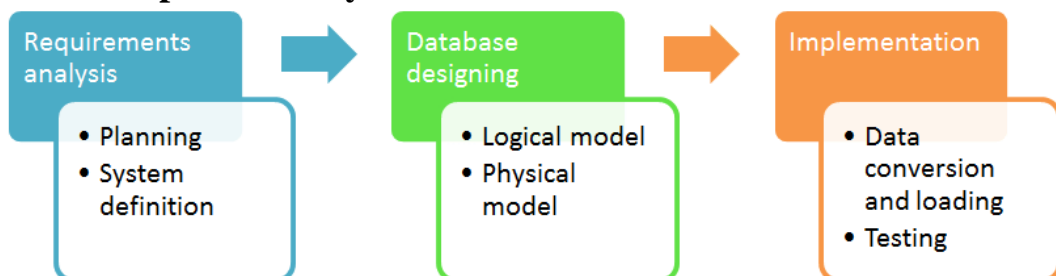 Requirements
analysis
• Planning
• System
definition
Database
designing
• Logical model
• Physical
model
Implementation
• Data
conversion
and loading
• Testing